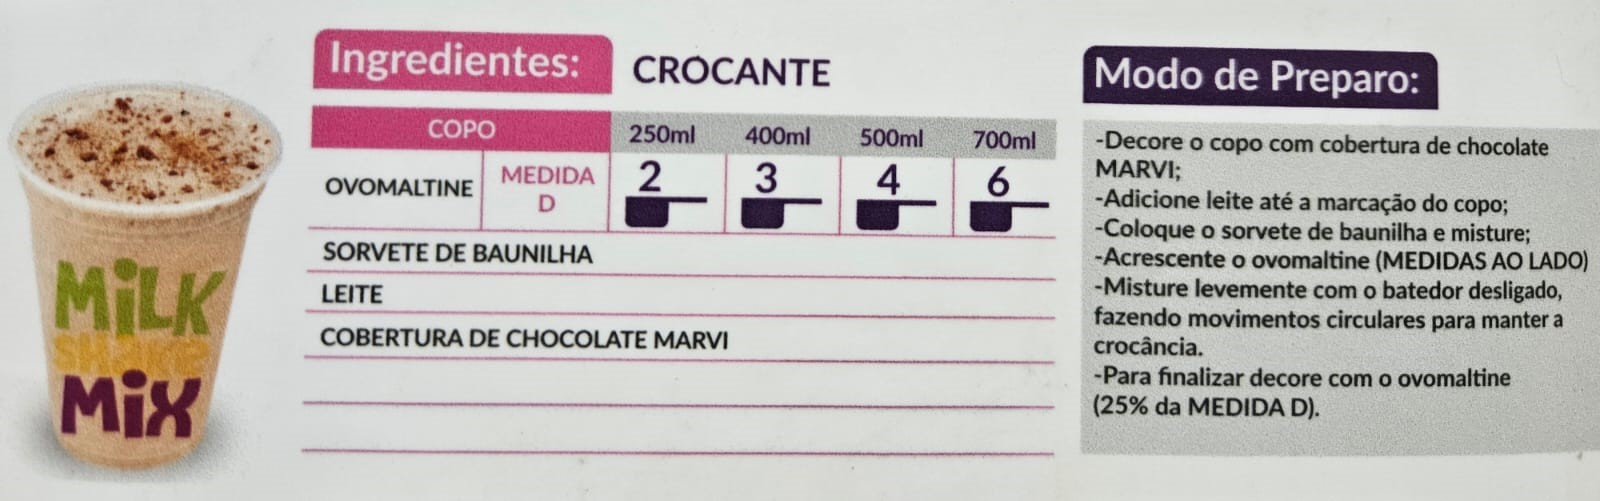 MiLK
SHAKE
MiX
Ingredientes:
CROCANTE
COPO 250ml 400ml 500ml 700ml
OVOMALTINE MEDIDA D 2 3 4 6
SORVETE DE BAUNILHA
LEITE
COBERTURA DE CHOCOLATE MARVI
Modo de Preparo:
-Decore o copo com cobertura de chocolate
MARVI;
-Adicione leite até a marcação do copo;
-Coloque o sorvete de baunilha e misture;
-Acrescente o ovomaltine (MEDIDAS AO LADO)
-Misture levemente com o batedor desligado,
fazendo movimentos circulares para manter a
crocância.
-Para finalizar decore com o ovomaltine
(25% da MEDIDA D).